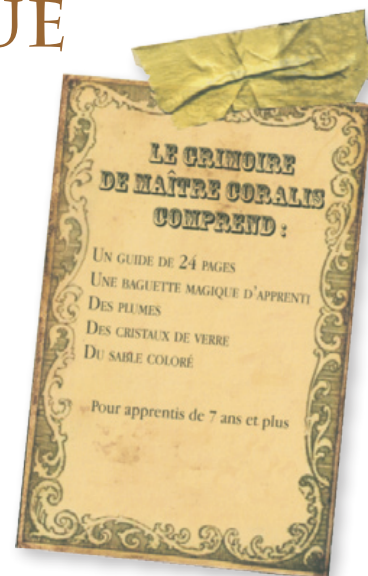 UE
LE GRIMOIRE
DE MAÎTRE CORALIS
COMPREND :
UN GUIDE DE 24 PAGES
UNE BAGUETTE MAGIQUE D'APPRENTI
DES PLUMES
DES CRISTAUX DE VERRE
DU SABLE COLORÉ
Pour apprentis de 7 ans et plus